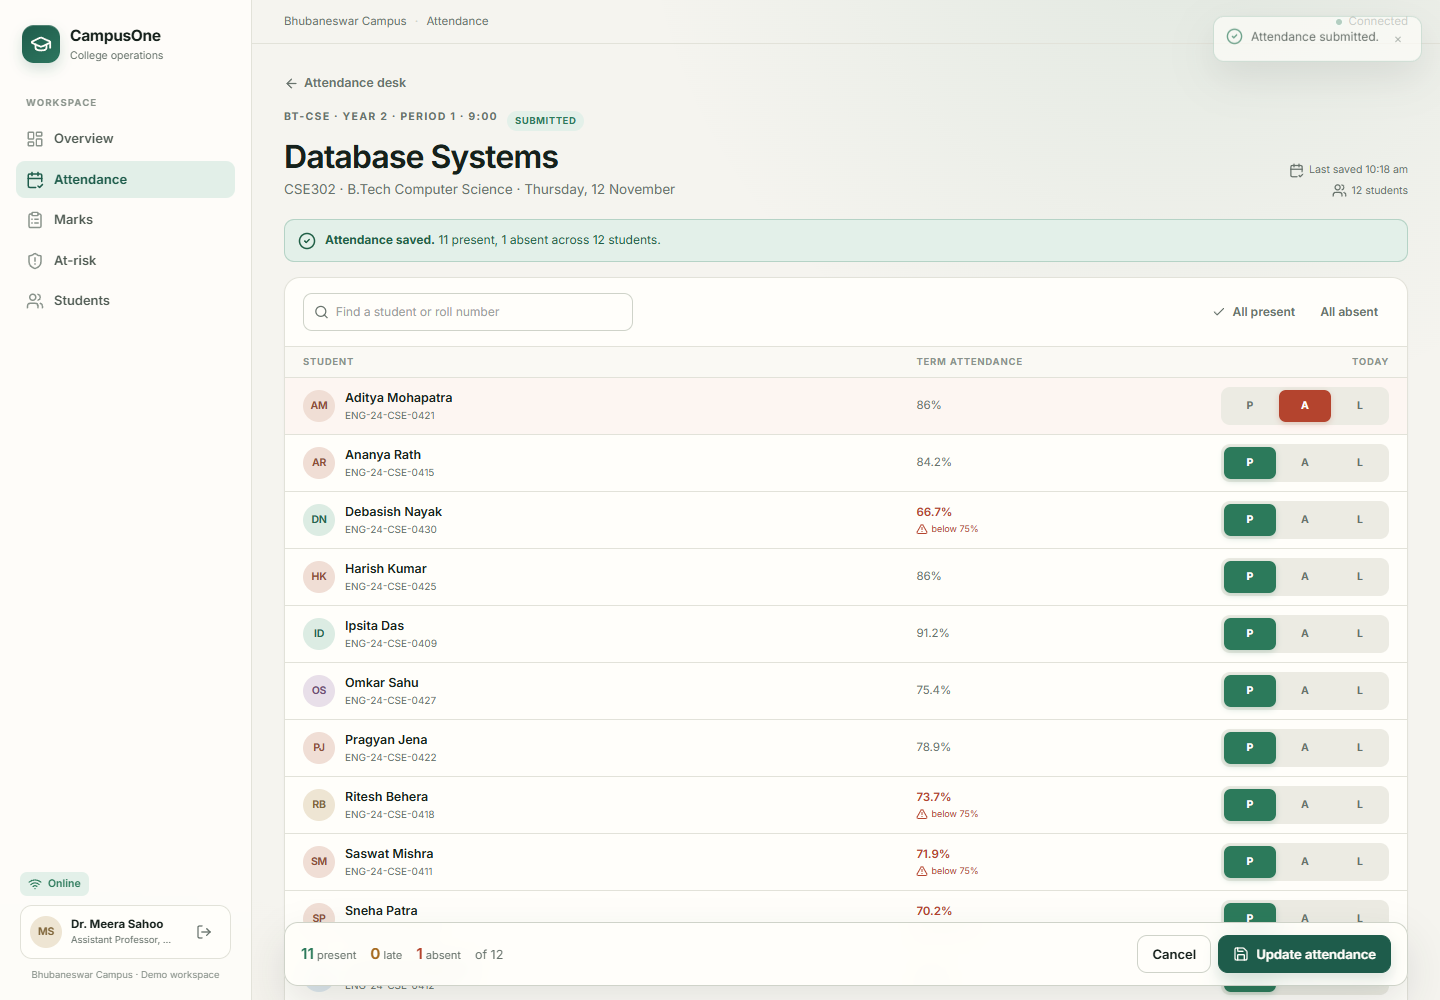 CampusOne
College operations
WORKSPACE
Overview
Attendance
Marks
At-risk
Students
Online
MS
Dr. Meera Sahoo
Assistant Professor, ...
Bhubaneswar Campus · Demo workspace
Bhubaneswar Campus · Attendance
Connected
Attendance submitted. ×
← Attendance desk
BT-CSE · YEAR 2 · PERIOD 1 · 9:00 SUBMITTED
Database Systems
CSE302 · B.Tech Computer Science · Thursday, 12 November
Last saved 10:18 am
12 students
Attendance saved. 11 present, 1 absent across 12 students.
Find a student or roll number
All present All absent
STUDENT TERM ATTENDANCE TODAY
AM Aditya Mohapatra 86% P A L
ENG-24-CSE-0421
AR Ananya Rath 84.2% P A L
ENG-24-CSE-0415
DN Debasish Nayak 66.7% P A L
ENG-24-CSE-0430 below 75%
HK Harish Kumar 86% P A L
ENG-24-CSE-0425
ID Ipsita Das 91.2% P A L
ENG-24-CSE-0409
OS Omkar Sahu 75.4% P A L
ENG-24-CSE-0427
PJ Pragyan Jena 78.9% P A L
ENG-24-CSE-0422
RB Ritesh Behera 73.7% P A L
ENG-24-CSE-0418 below 75%
SM Saswat Mishra 71.9% P A L
ENG-24-CSE-0411 below 75%
SP Sneha Patra 70.2% P A L
11 present 0 late 1 absent of 12
Cancel Update attendance